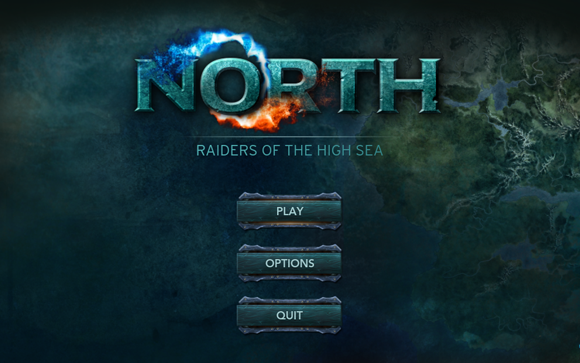 NORTH
RAIDERS OF THE HIGH SEA
PLAY
OPTIONS
QUIT